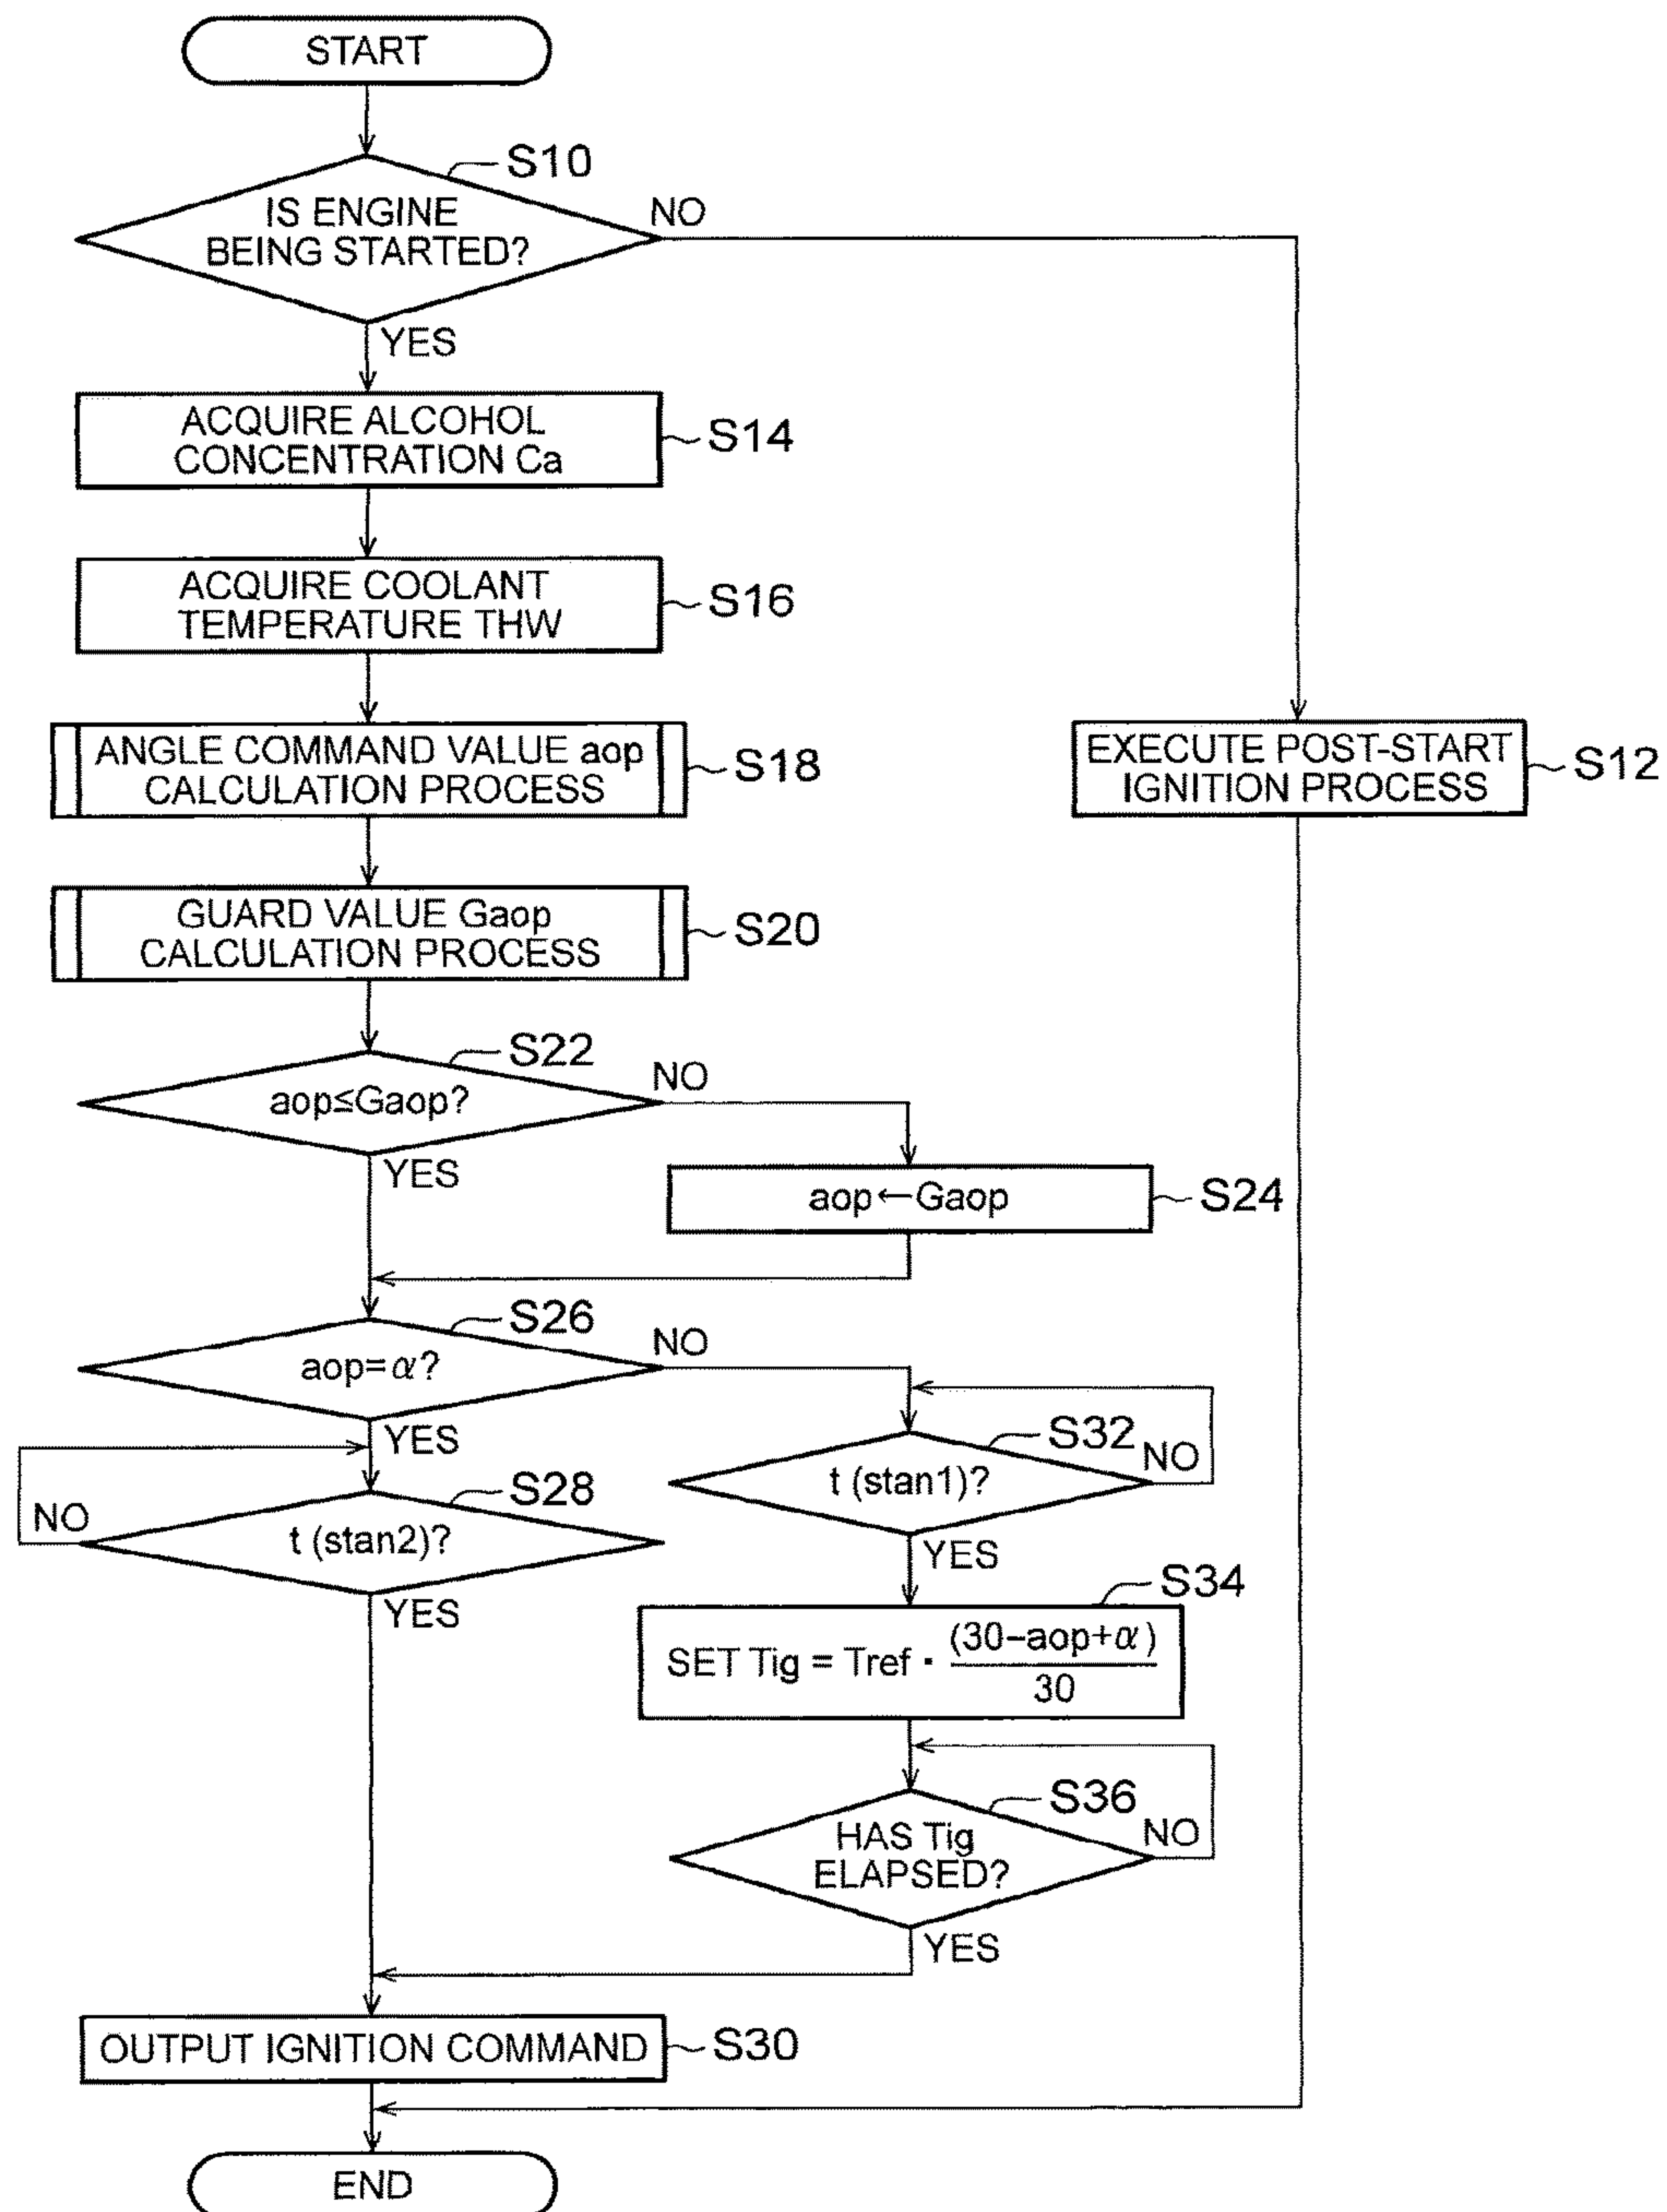 START
S10
IS ENGINE
BEING STARTED?
NO
YES
ACQUIRE ALCOHOL
CONCENTRATION Ca
S14
ACQUIRE COOLANT
TEMPERATURE THW
S16
ANGLE COMMAND VALUE aop
CALCULATION PROCESS
S18
EXECUTE POST-START
IGNITION PROCESS
S12
GUARD VALUE Gaop
CALCULATION PROCESS
S20
S22
aop≤Gaop?
NO
YES
aop←Gaop
S24
S26
aop=α?
NO
YES
S32
t (stan1)?
NO
YES
S28
t (stan2)?
NO
YES
S34
SET Tig = Tref · (30−aop+α)
30
S36
HAS Tig
ELAPSED?
NO
YES
OUTPUT IGNITION COMMAND
S30
END